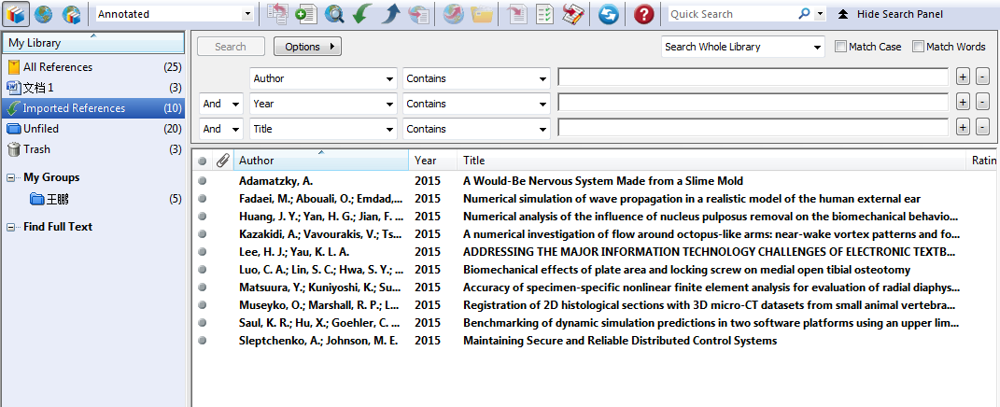 Annotated
Quick Search
Hide Search Panel
My Library
All References (25)
文档 1 (3)
Imported References (10)
Unfiled (20)
Trash (3)
My Groups
王鹏 (5)
Find Full Text
Search Options Search Whole Library Match Case Match Words
Author Contains + -
And Year Contains + -
And Title Contains + -
Author Year Title Ratin
Adamatzky, A. 2015 A Would-Be Nervous System Made from a Slime Mold
Fadaei, M.; Abouali, O.; Emdad,... 2015 Numerical simulation of wave propagation in a realistic model of the human external ear
Huang, J. Y.; Yan, H. G.; Jian, F. ... 2015 Numerical analysis of the influence of nucleus pulposus removal on the biomechanical behavio...
Kazakidi, A.; Vavourakis, V.; Ts... 2015 A numerical investigation of flow around octopus-like arms: near-wake vortex patterns and fo...
Lee, H. J.; Yau, K. L. A. 2015 ADDRESSING THE MAJOR INFORMATION TECHNOLOGY CHALLENGES OF ELECTRONIC TEXTB...
Luo, C. A.; Lin, S. C.; Hwa, S. Y.; ... 2015 Biomechanical effects of plate area and locking screw on medial open tibial osteotomy
Matsuura, Y.; Kuniyoshi, K.; Su... 2015 Accuracy of specimen-specific nonlinear finite element analysis for evaluation of radial diaphys...
Museyko, O.; Marshall, R. P.; L... 2015 Registration of 2D histological sections with 3D micro-CT datasets from small animal vertebra...
Saul, K. R.; Hu, X.; Goehler, C. ... 2015 Benchmarking of dynamic simulation predictions in two software platforms using an upper lim...
Sleptchenko, A.; Johnson, M. E. 2015 Maintaining Secure and Reliable Distributed Control Systems